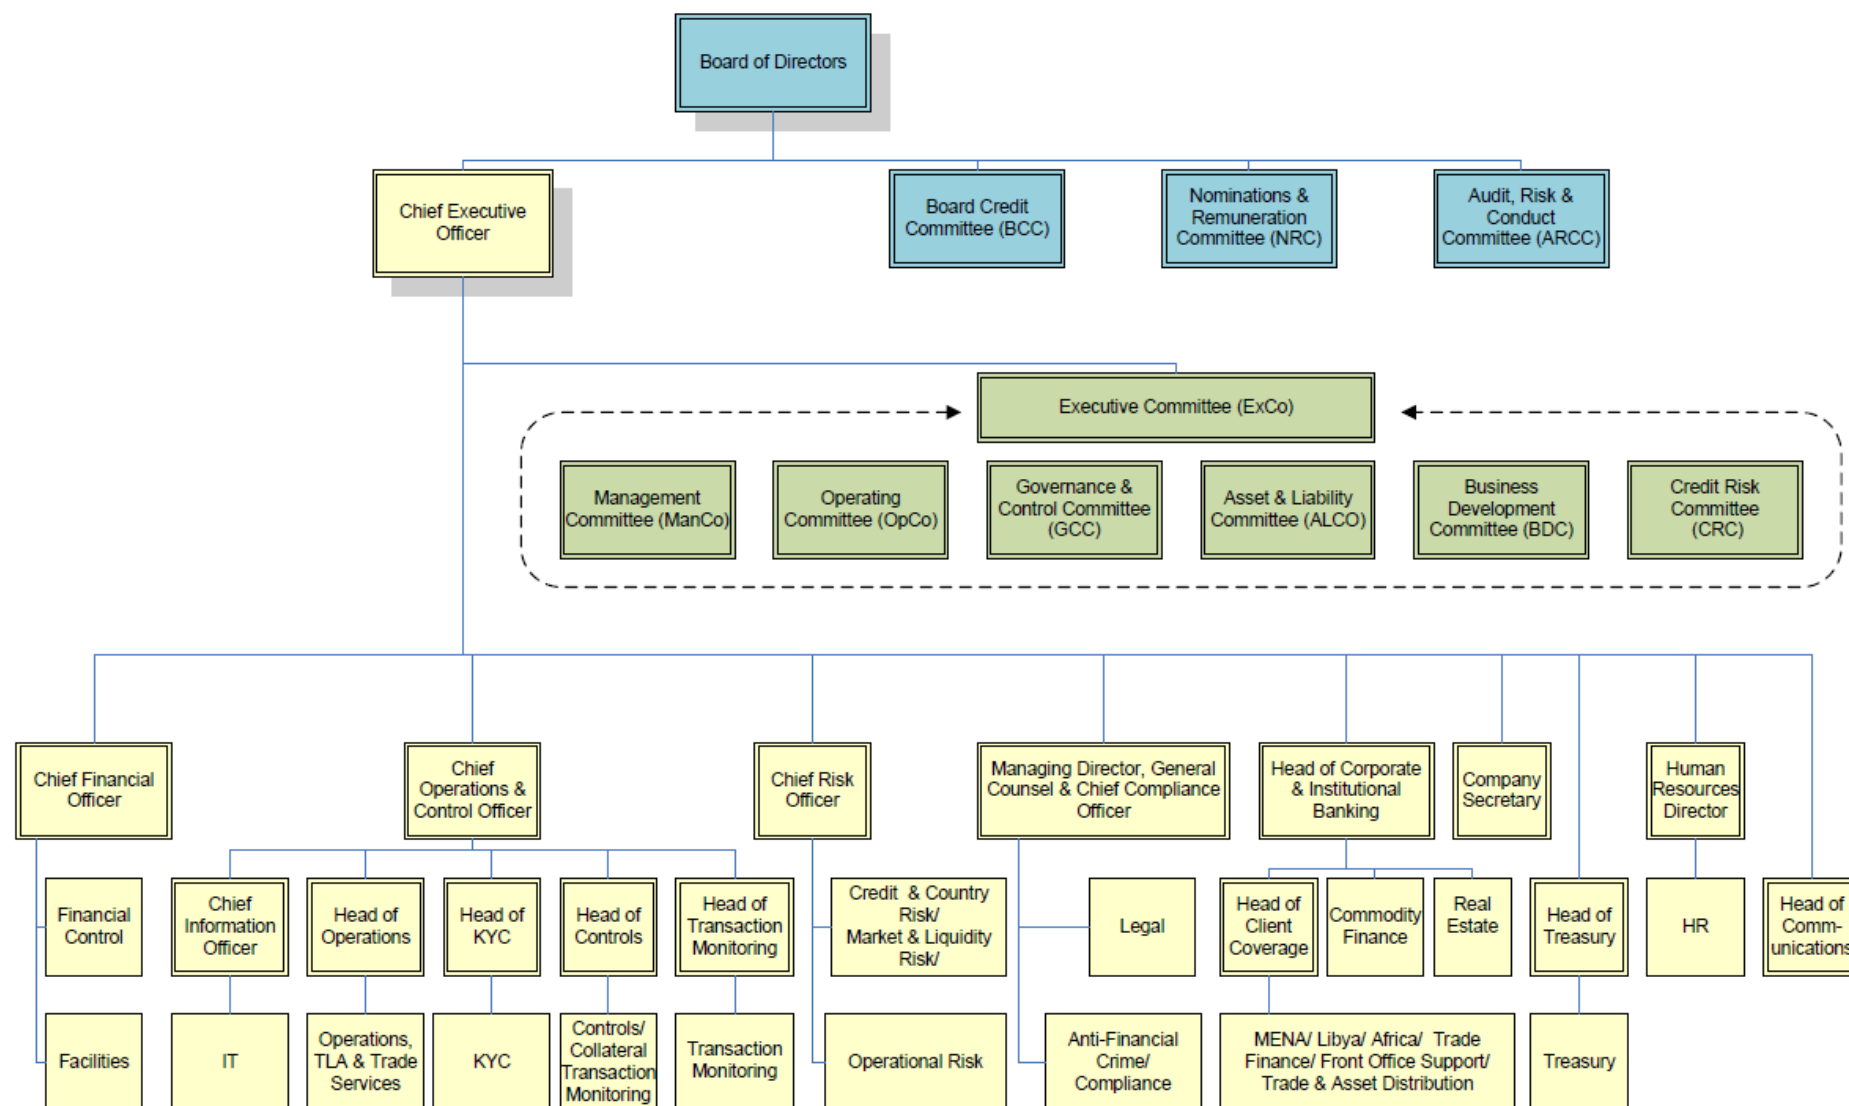 Board of Directors
Chief Executive
Officer
Board Credit
Committee (BCC)
Nominations &
Remuneration
Committee (NRC)
Audit, Risk &
Conduct
Committee (ARCC)
Executive Committee (ExCo)
Management
Committee (ManCo)
Operating
Committee (OpCo)
Governance &
Control Committee
(GCC)
Asset & Liability
Committee (ALCO)
Business
Development
Committee (BDC)
Credit Risk
Committee
(CRC)
Chief Financial
Officer
Chief
Operations &
Control Officer
Chief Risk
Officer
Managing Director, General
Counsel & Chief Compliance
Officer
Head of Corporate
& Institutional
Banking
Company
Secretary
Human
Resources
Director
Financial
Control
Chief
Information
Officer
Head of
Operations
Head of
KYC
Head of
Controls
Head of
Transaction
Monitoring
Credit & Country
Risk/
Market & Liquidity
Risk/
Legal
Head of
Client
Coverage
Commodity
Finance
Real
Estate
Head of
Treasury
HR
Head of
Comm-
unications
Facilities
IT
Operations,
TLA & Trade
Services
KYC
Controls/
Collateral
Transaction
Monitoring
Transaction
Monitoring
Operational Risk
Anti-Financial
Crime/
Compliance
MENA/ Libya/ Africa/ Trade
Finance/ Front Office Support/
Trade & Asset Distribution
Treasury